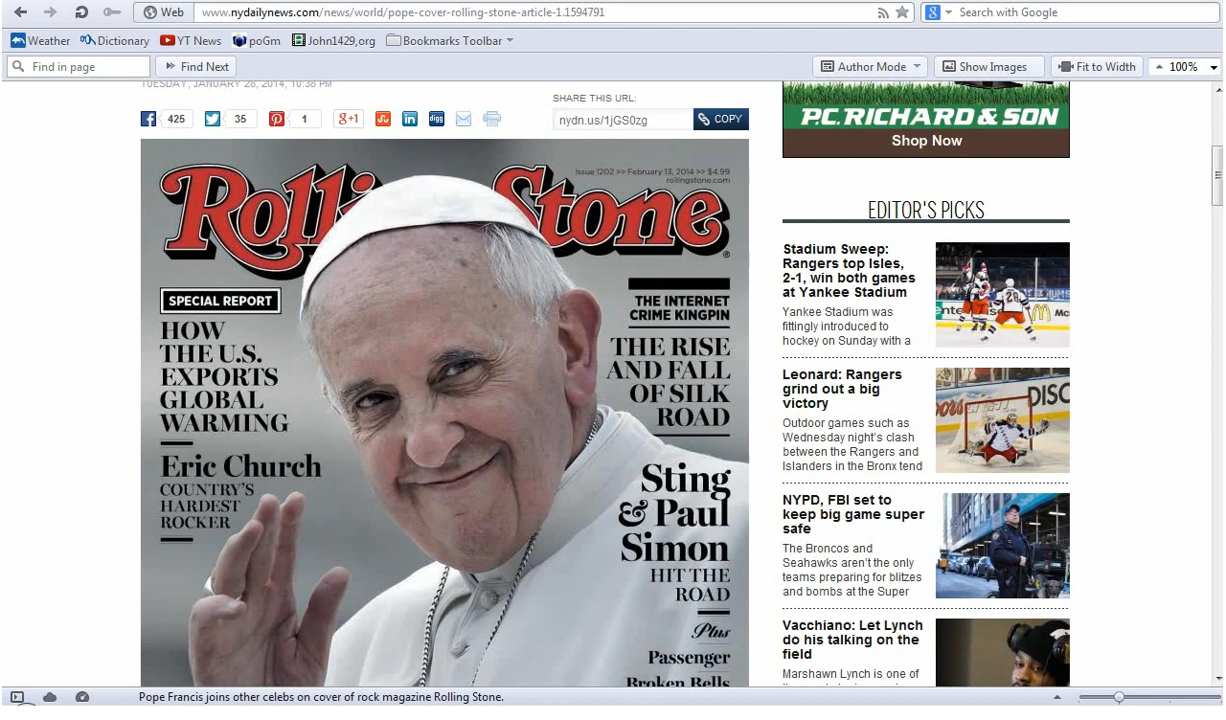 Web
www.nydailynews.com/news/world/pope-cover-rolling-stone-article-1.1594791
Search with Google
Weather
Dictionary
YT News
poGm
John1429,org
Bookmarks Toolbar
Find in page
Find Next
Author Mode
Show Images
Fit to Width
100%
TUESDAY, JANUARY 28, 2014, 10:38 PM
425
35
1
g+1
in
digg
SHARE THIS URL:
nydn.us/1jGS0zg
COPY
Issue 1202 >> February 13, 2014 >> $4.99
rollingstone.com
Rolli Stone
SPECIAL REPORT
HOW
THE U.S.
EXPORTS
GLOBAL
WARMING
Eric Church
COUNTRY'S
HARDEST
ROCKER
THE INTERNET
CRIME KINGPIN
THE RISE
AND FALL
OF SILK
ROAD
Sting
& Paul
Simon
HIT THE
ROAD
Plus
Passenger
Broken Bells
P.C. RICHARD & SON
Shop Now
EDITOR'S PICKS
Stadium Sweep:
Rangers top Isles,
2-1, win both games
at Yankee Stadium
Yankee Stadium was
fittingly introduced to
hockey on Sunday with a
28
Leonard: Rangers
grind out a big
victory
Outdoor games such as
Wednesday night's clash
between the Rangers and
Islanders in the Bronx tend
DISC
NYPD, FBI set to
keep big game super
safe
The Broncos and
Seahawks aren't the only
teams preparing for blitzes
and bombs at the Super
Vacchiano: Let Lynch
do his talking on the
field
Marshawn Lynch is one of
Pope Francis joins other celebs on cover of rock magazine Rolling Stone.